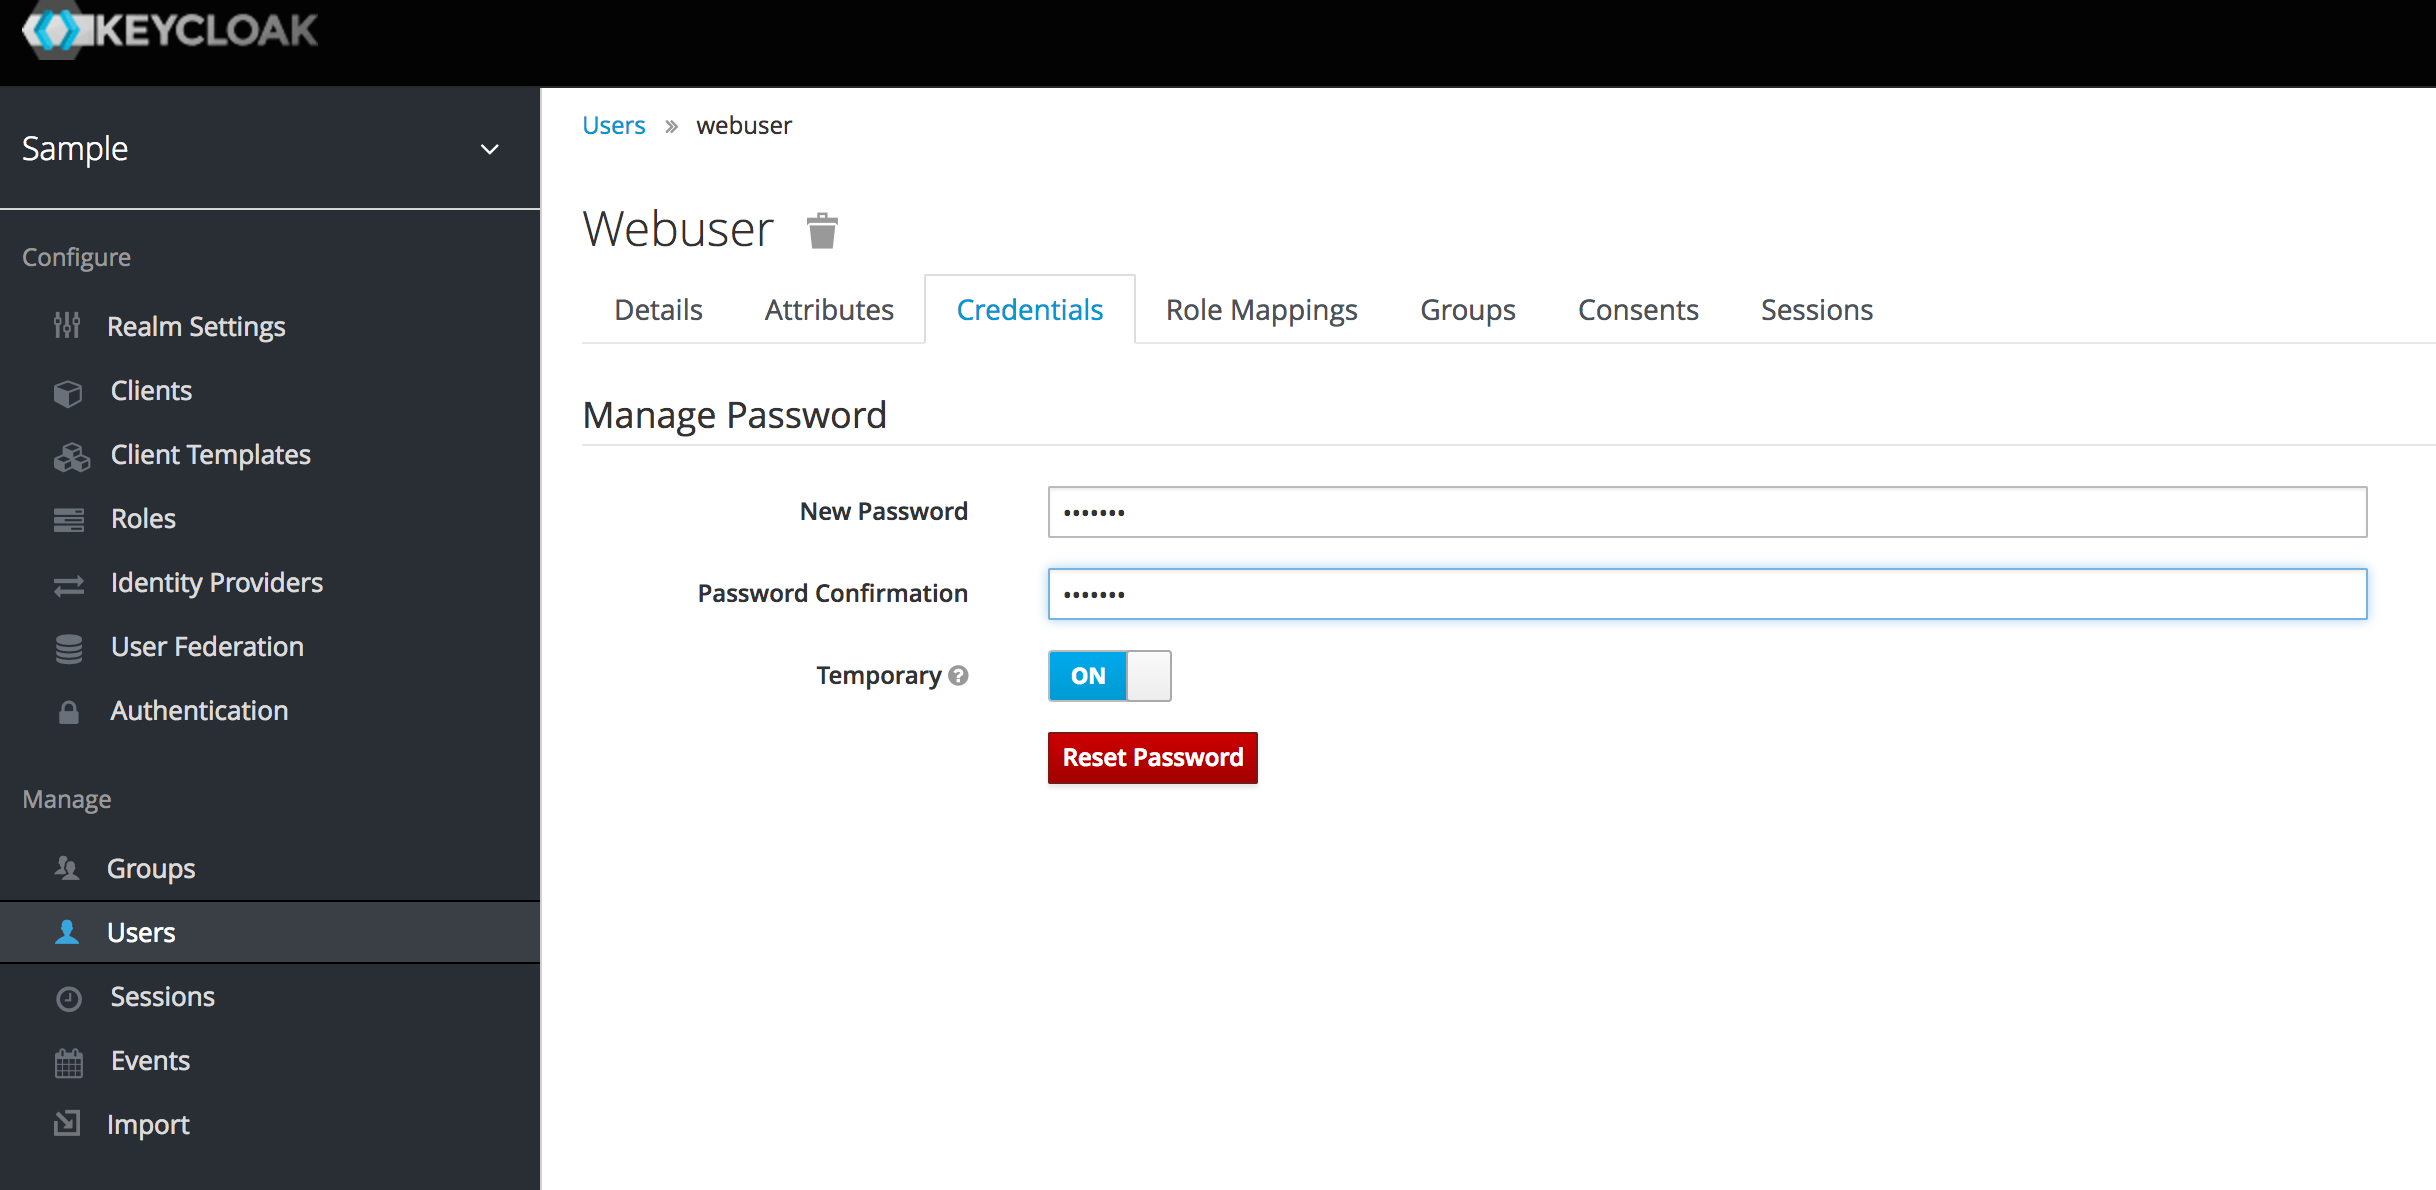 KEYCLOAK
Sample
Configure
Realm Settings
Clients
Client Templates
Roles
Identity Providers
User Federation
Authentication
Manage
Groups
Users
Sessions
Events
Import
Users » webuser
Webuser
Details Attributes Credentials Role Mappings Groups Consents Sessions
Manage Password
New Password •••••••
Password Confirmation •••••••
Temporary ? ON
Reset Password